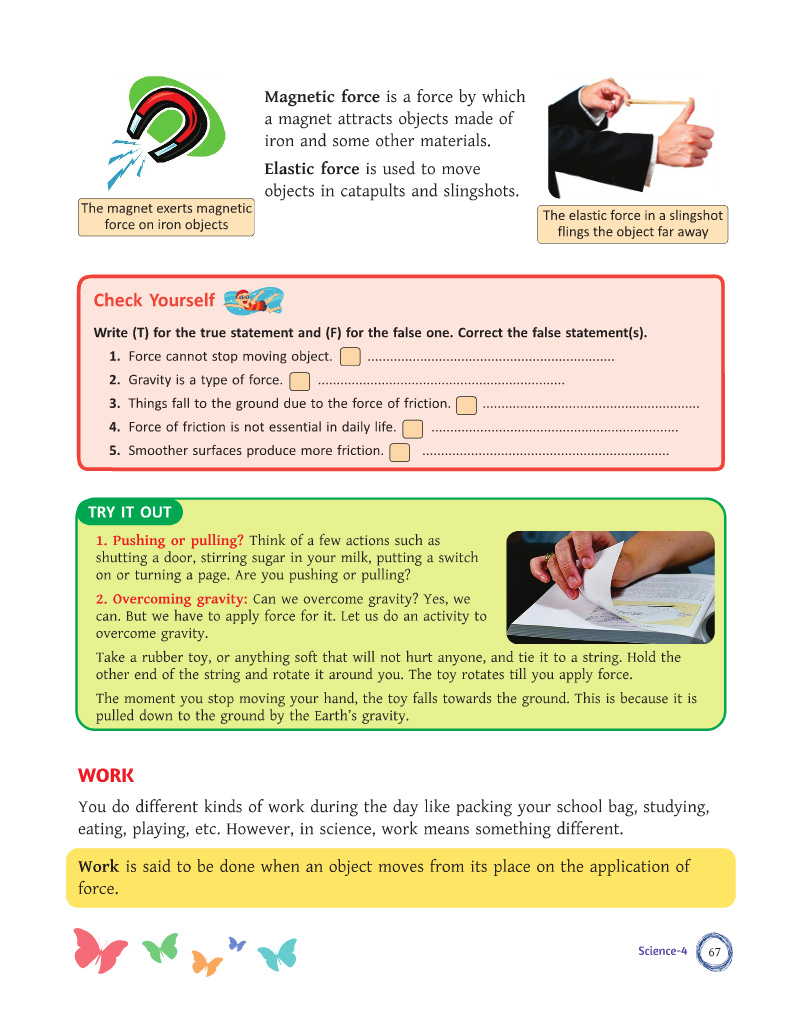 Magnetic force is a force by which
a magnet attracts objects made of
iron and some other materials.
Elastic force is used to move
objects in catapults and slingshots.
The magnet exerts magnetic
force on iron objects
The elastic force in a slingshot
flings the object far away
Check Yourself
Write (T) for the true statement and (F) for the false one. Correct the false statement(s).
1. Force cannot stop moving object. ................................................................
2. Gravity is a type of force. ................................................................
3. Things fall to the ground due to the force of friction. ........................................................
4. Force of friction is not essential in daily life. ................................................................
5. Smoother surfaces produce more friction. ................................................................
TRY IT OUT
1. Pushing or pulling? Think of a few actions such as
shutting a door, stirring sugar in your milk, putting a switch
on or turning a page. Are you pushing or pulling?
2. Overcoming gravity: Can we overcome gravity? Yes, we
can. But we have to apply force for it. Let us do an activity to
overcome gravity.
Take a rubber toy, or anything soft that will not hurt anyone, and tie it to a string. Hold the
other end of the string and rotate it around you. The toy rotates till you apply force.
The moment you stop moving your hand, the toy falls towards the ground. This is because it is
pulled down to the ground by the Earth's gravity.
WORK
You do different kinds of work during the day like packing your school bag, studying,
eating, playing, etc. However, in science, work means something different.
Work is said to be done when an object moves from its place on the application of
force.
Science-4 67